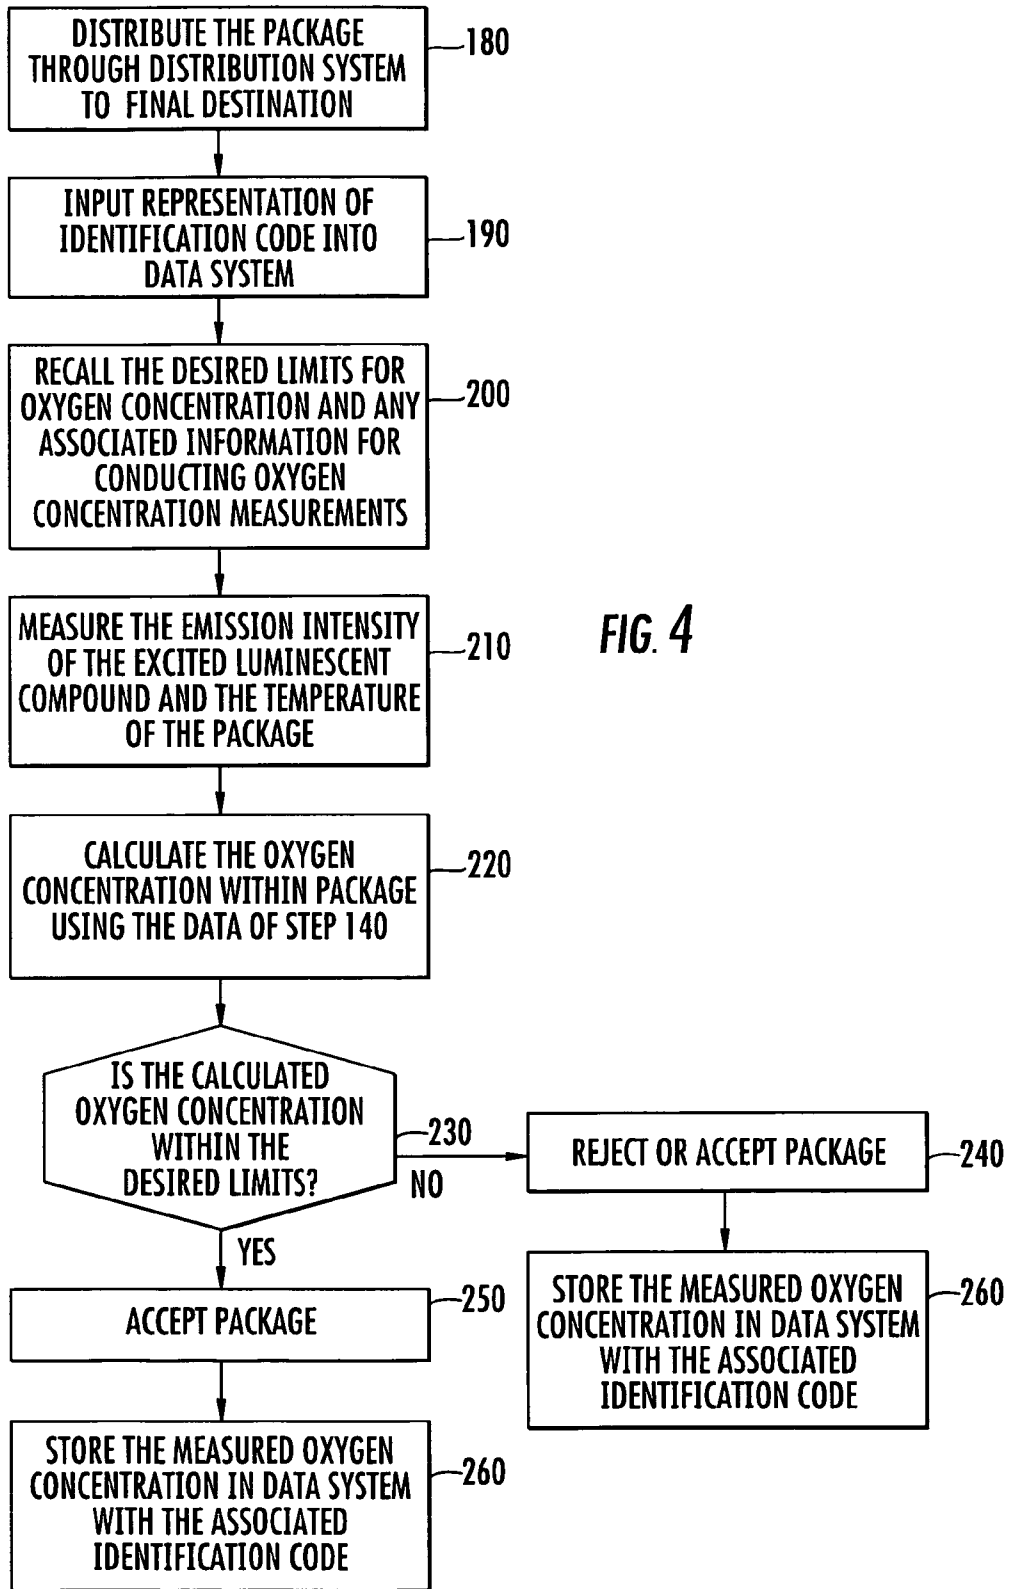 DISTRIBUTE THE PACKAGE
THROUGH DISTRIBUTION SYSTEM
TO FINAL DESTINATION
180
INPUT REPRESENTATION OF
IDENTIFICATION CODE INTO
DATA SYSTEM
190
RECALL THE DESIRED LIMITS FOR
OXYGEN CONCENTRATION AND ANY
ASSOCIATED INFORMATION FOR
CONDUCTING OXYGEN
CONCENTRATION MEASUREMENTS
200
MEASURE THE EMISSION INTENSITY
OF THE EXCITED LUMINESCENT
COMPOUND AND THE TEMPERATURE
OF THE PACKAGE
210
FIG. 4
CALCULATE THE OXYGEN
CONCENTRATION WITHIN PACKAGE
USING THE DATA OF STEP 140
220
IS THE CALCULATED
OXYGEN CONCENTRATION
WITHIN THE
DESIRED LIMITS?
230
NO
REJECT OR ACCEPT PACKAGE
240
YES
STORE THE MEASURED OXYGEN
CONCENTRATION IN DATA SYSTEM
WITH THE ASSOCIATED
IDENTIFICATION CODE
260
ACCEPT PACKAGE
250
STORE THE MEASURED OXYGEN
CONCENTRATION IN DATA SYSTEM
WITH THE ASSOCIATED
IDENTIFICATION CODE
260